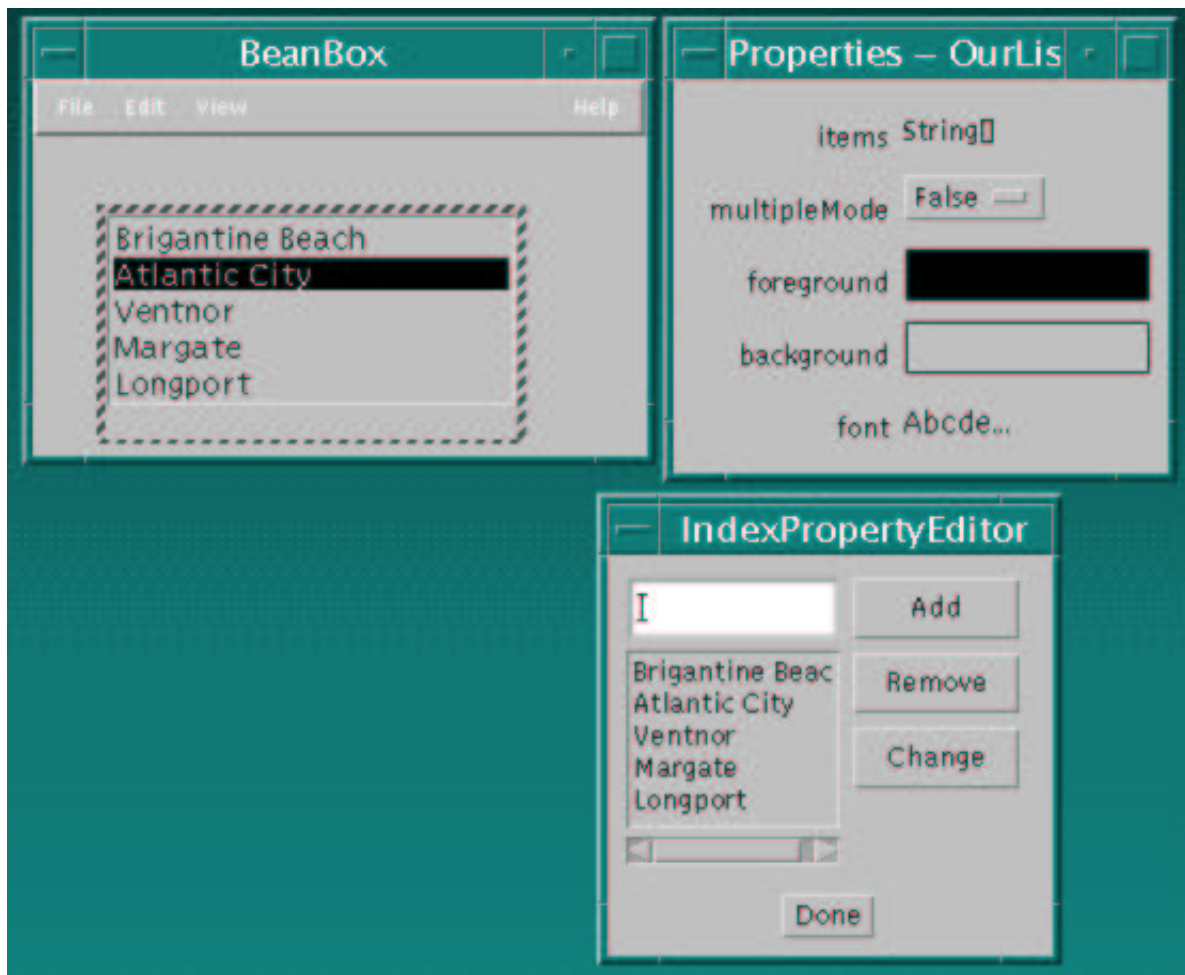 BeanBox
File Edit View Help
Brigantine Beach
Atlantic City
Ventnor
Margate
Longport
Properties – OurLis
items String[]
multipleMode False
foreground
background
font Abcde...
IndexPropertyEditor
Add
Brigantine Beac
Atlantic City
Ventnor
Margate
Longport
Remove
Change
Done